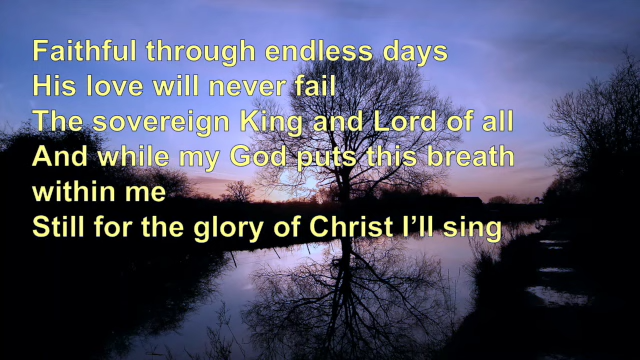 Faithful through endless days
His love will never fail
The sovereign King and Lord of all
And while my God puts this breath
within me
Still for the glory of Christ I’ll sing